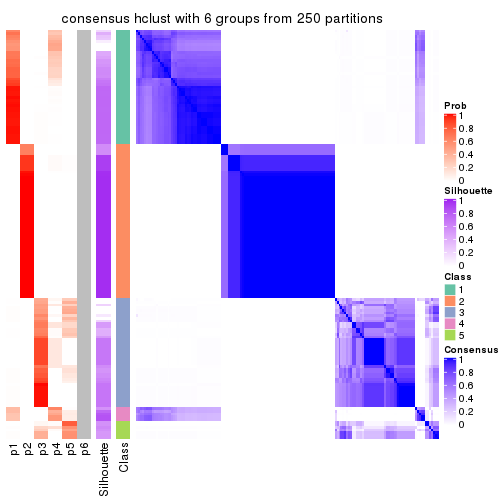 consensus hclust with 6 groups from 250 partitions
Prob
1
0.8
0.6
0.4
0.2
0
Silhouette
1
0.8
0.6
0.4
0.2
0
Class
1
2
3
4
5
Consensus
1
0.8
0.6
0.4
0.2
0
p1
p2
p3
p4
p5
p6
Silhouette
Class